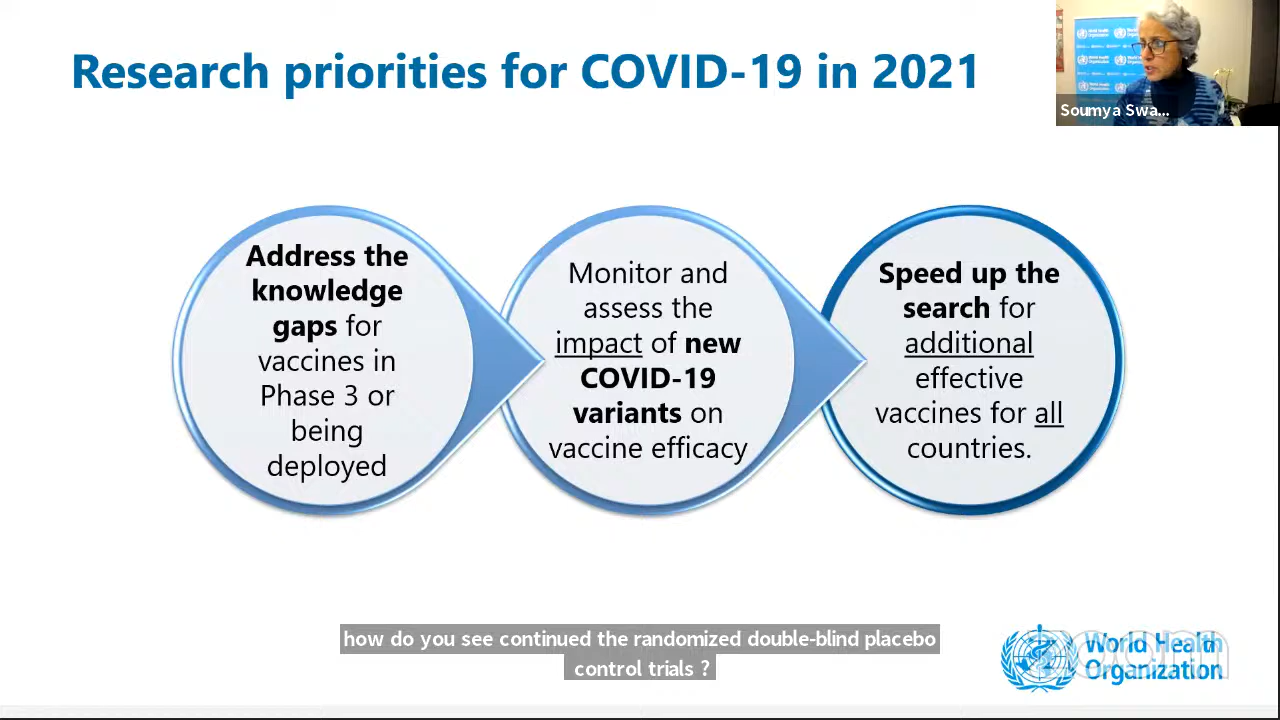 Research priorities for COVID-19 in 2021
Soumya Swa...
Address the
knowledge
gaps for
vaccines in
Phase 3 or
being
deployed
Monitor and
assess the
impact of new
COVID-19
variants on
vaccine efficacy
Speed up the
search for
additional
effective
vaccines for all
countries.
how do you see continued the randomized double-blind placebo
control trials ?
World Health
Organization